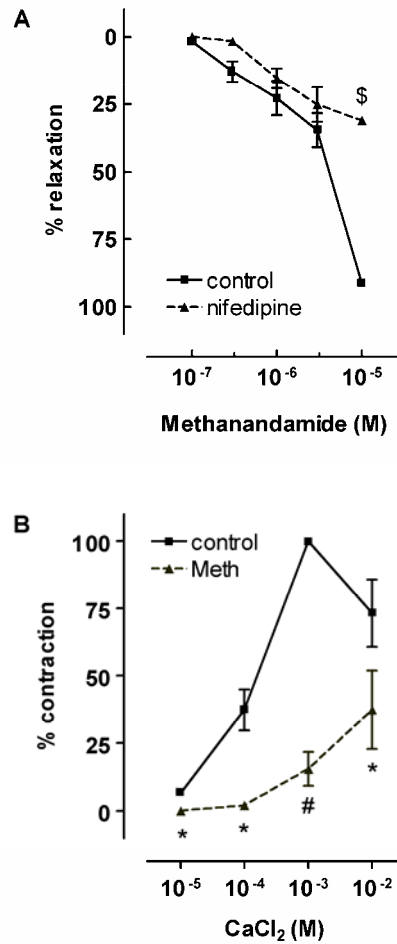 A
0
25
50
75
100
% relaxation
$
control
nifedipine
10⁻⁷ 10⁻⁶ 10⁻⁵
Methanandamide (M)
B
100
75
50
25
0
% contraction
control
Meth
* * # *
10⁻⁵ 10⁻⁴ 10⁻³ 10⁻²
CaCl₂ (M)